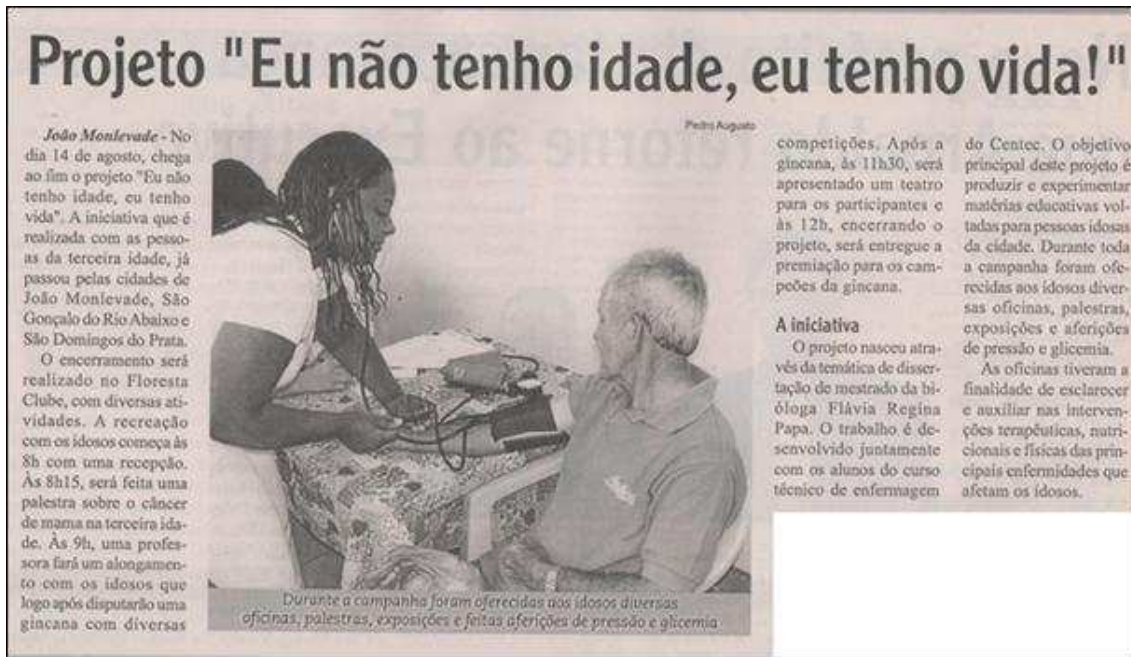 Projeto "Eu não tenho idade, eu tenho vida!"
João Monlevade - No
dia 14 de agosto, chega
ao fim o projeto "Eu não
tenho idade, eu tenho
vida". A iniciativa que é
realizada com as pesso-
as da terceira idade, já
passou pelas cidades de
João Monlevade, São
Gonçalo do Rio Abaixo e
São Domingos do Prata.
O encerramento será
realizado no Floresta
Clube, com diversas ati-
vidades. A recreação
com os idosos começa às
8h com uma recepção.
Às 8h15, será feita uma
palestra sobre o câncer
de mama na terceira ida-
de. Às 9h, uma profes-
sora fará um alongamen-
to com os idosos que
logo após disputarão uma
gincana com diversas
Pedro Augusto
Durante a campanha foram oferecidas aos idosos diversas
oficinas, palestras, exposições e feitas aferições de pressão e glicemia
competições. Após a
gincana, às 11h30, será
apresentado um teatro
para os participantes e
às 12h, encerrando o
projeto, será entregue a
premiação para os cam-
peões da gincana.
A iniciativa
O projeto nasceu atra-
vés da temática de disser-
tação de mestrado da bi-
óloga Flávia Regina
Papa. O trabalho é de-
senvolvido juntamente
com os alunos do curso
técnico de enfermagem
do Centec. O objetivo
principal deste projeto é
produzir e experimentar
matérias educativas vol-
tadas para pessoas idosas
da cidade. Durante toda
a campanha foram ofe-
recidas aos idosos diver-
sas oficinas, palestras,
exposições e aferições
de pressão e glicemia.
As oficinas tiveram a
finalidade de esclarecer
e auxiliar nas interven-
ções terapêuticas, nutri-
cionais e físicas das prin-
cipais enfermidades que
afetam os idosos.